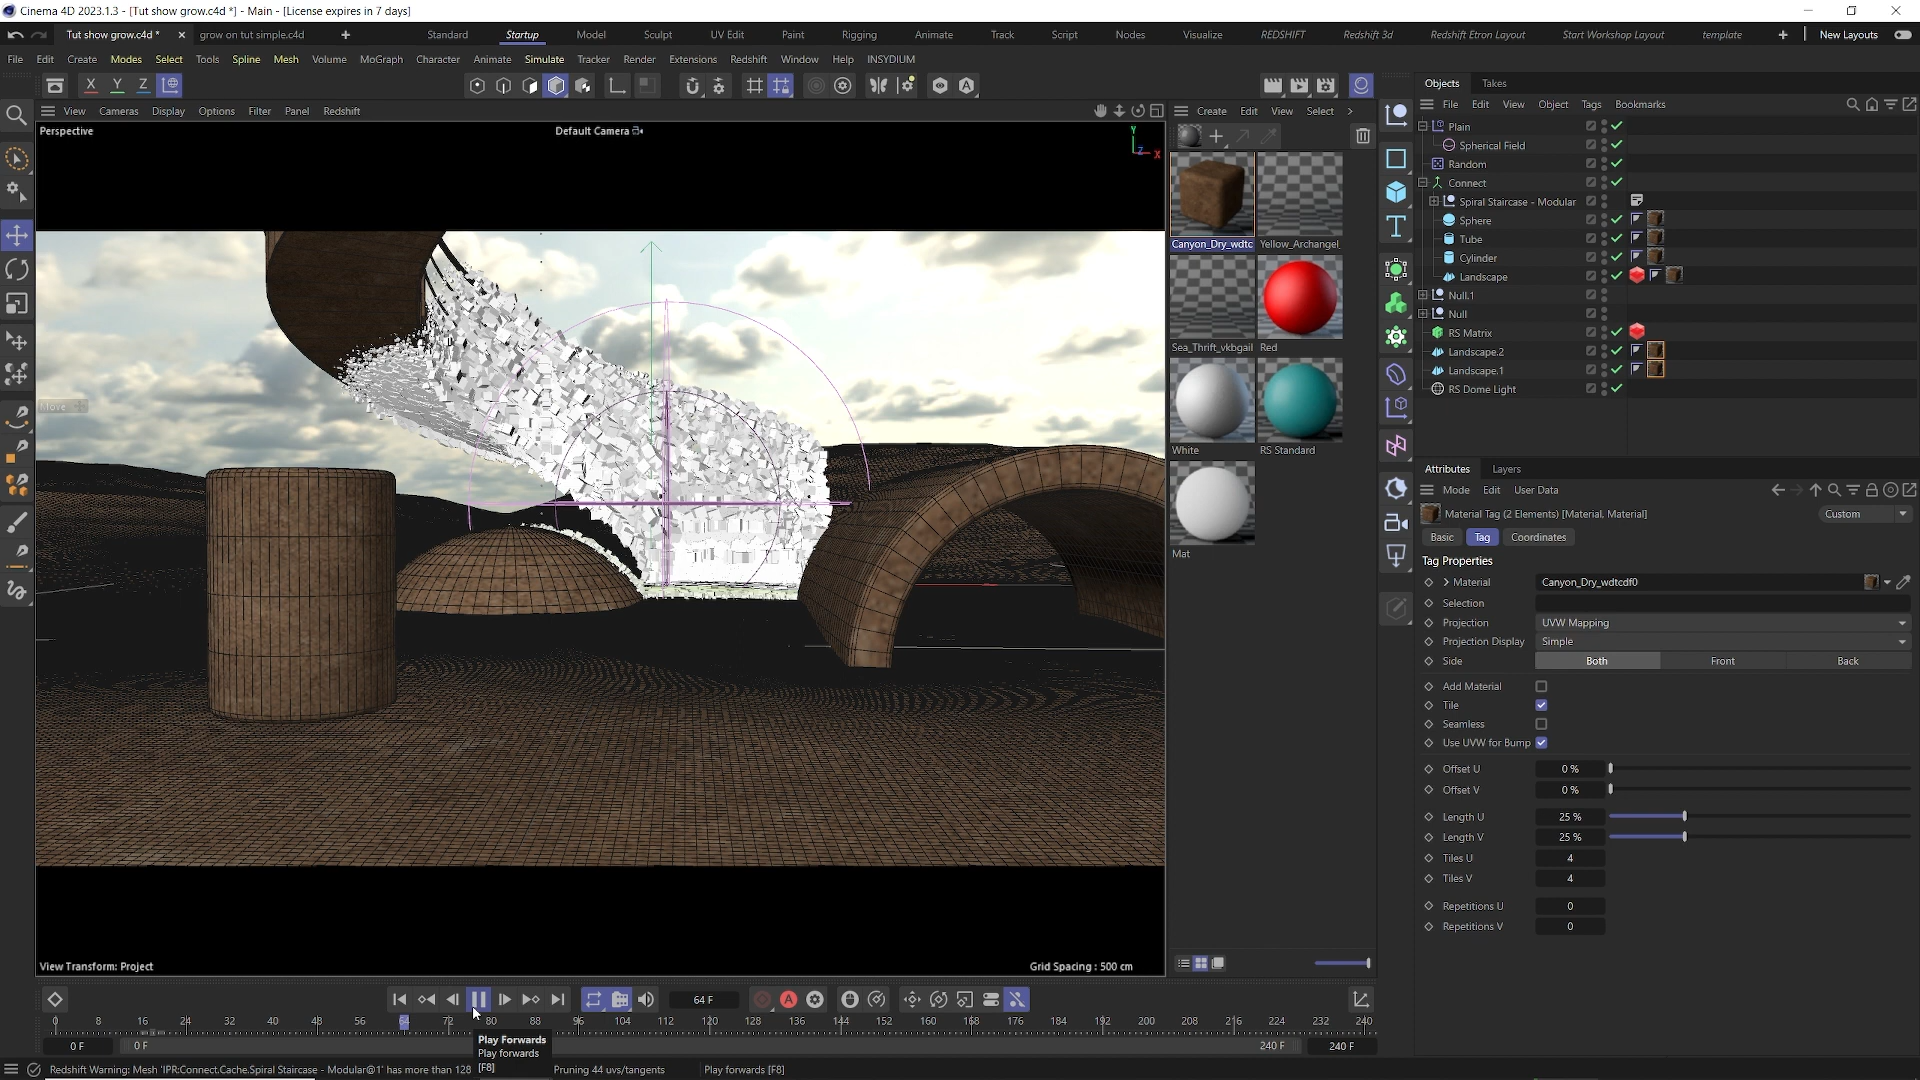 Cinema 4D 2023.1.3 - [Tut show grow.c4d *] - Main - [License expires in 7 days]
Tut show grow.c4d * × grow on tut simple.c4d + Standard Startup Model Sculpt UV Edit Paint Rigging Animate Track Script Nodes Visualize REDSHIFT Redshift 3d Redshift Etron Layout Start Workshop Layout template + New Layouts
File Edit Create Modes Select Tools Spline Mesh Volume MoGraph Character Animate Simulate Tracker Render Extensions Redshift Window Help INSYDIUM
X Y Z
View Cameras Display Options Filter Panel Redshift
Perspective
Default Camera
Y
Z X
Move
View Transform: Project
Grid Spacing : 500 cm
Create Edit View Select >
Canyon_Dry_wdtc Yellow_Archangel_
Sea_Thrift_vkbgail Red
White RS Standard
Mat
Objects Takes
File Edit View Object Tags Bookmarks
Plain
Spherical Field
Random
Connect
Spiral Staircase - Modular
Sphere
Tube
Cylinder
Landscape
Null.1
Null
RS Matrix
Landscape.2
Landscape.1
RS Dome Light
Attributes Layers
Mode Edit User Data
Material Tag (2 Elements) [Material, Material]
Custom
Basic Tag Coordinates
Tag Properties
Material Canyon_Dry_wdtcdf0
Selection
Projection UVW Mapping
Projection Display Simple
Side Both Front Back
Add Material
Tile
Seamless
Use UVW for Bump
Offset U 0 %
Offset V 0 %
Length U 25 %
Length V 25 %
Tiles U 4
Tiles V 4
Repetitions U 0
Repetitions V 0
64 F
0 8 16 24 32 40 48 56 64 72 80 88 96 104 112 120 128 136 144 152 160 168 176 184 192 200 208 216 224 232 240
0 F 0 F 240 F 240 F
Play Forwards
Play forwards
[F8]
Redshift Warning: Mesh 'IPR:Connect.Cache.Spiral Staircase - Modular@1' has more than 128 Pruning 44 uvs/tangents Play forwards [F8]